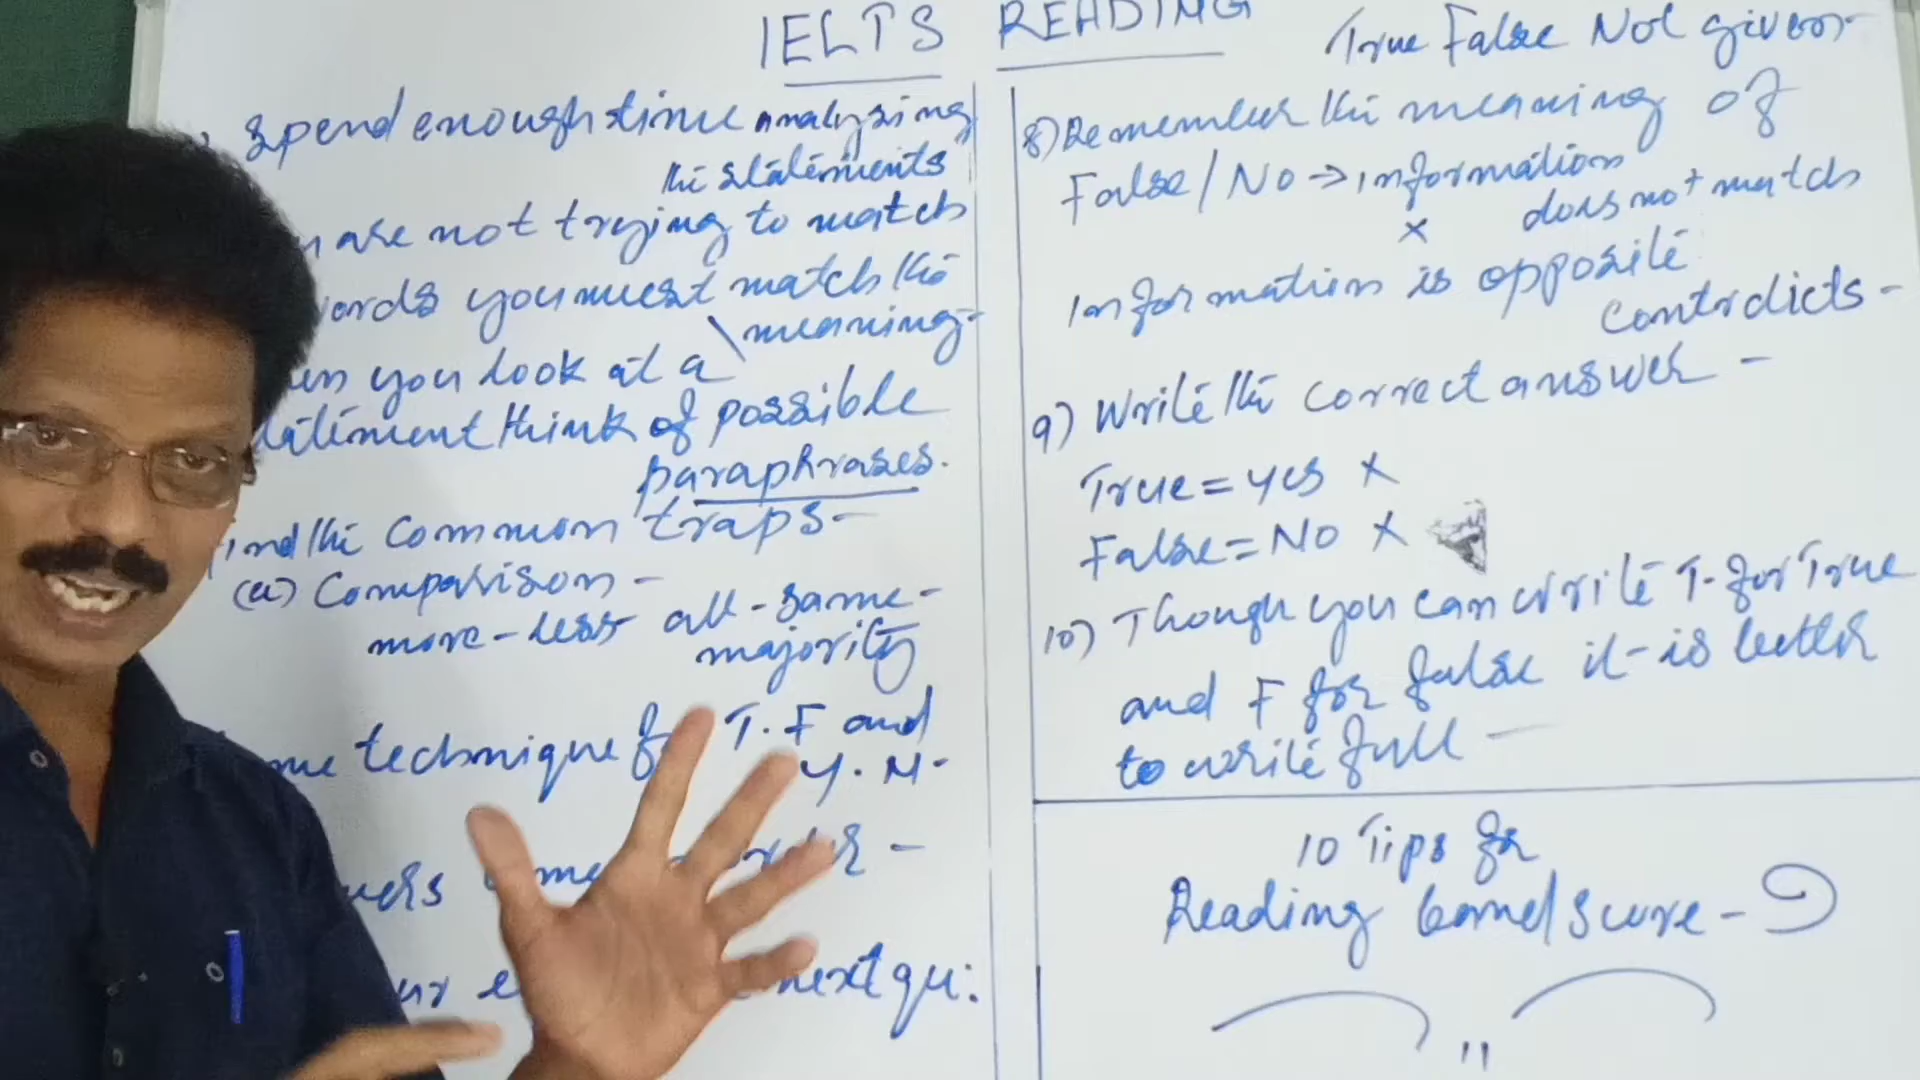 IELTS READING
True False Not given
spend enough time analysing
the statements
are not trying to match
you must match the
meaning
you look at a
think of possible
paraphrases.
the common traps-
(a) Comparison-
more-less all-same-
majority
technique T.F and
Y.N-
next qu:
8) Remember the meaning of
False/No → information
x does not match
Information is opposite
contrdicts-
9) Write the correct answer -
True = yes x
False = No x
10) Though you can write T- for True
and F for false it-is better
to write full -
10 Tips for
Reading band score - 9